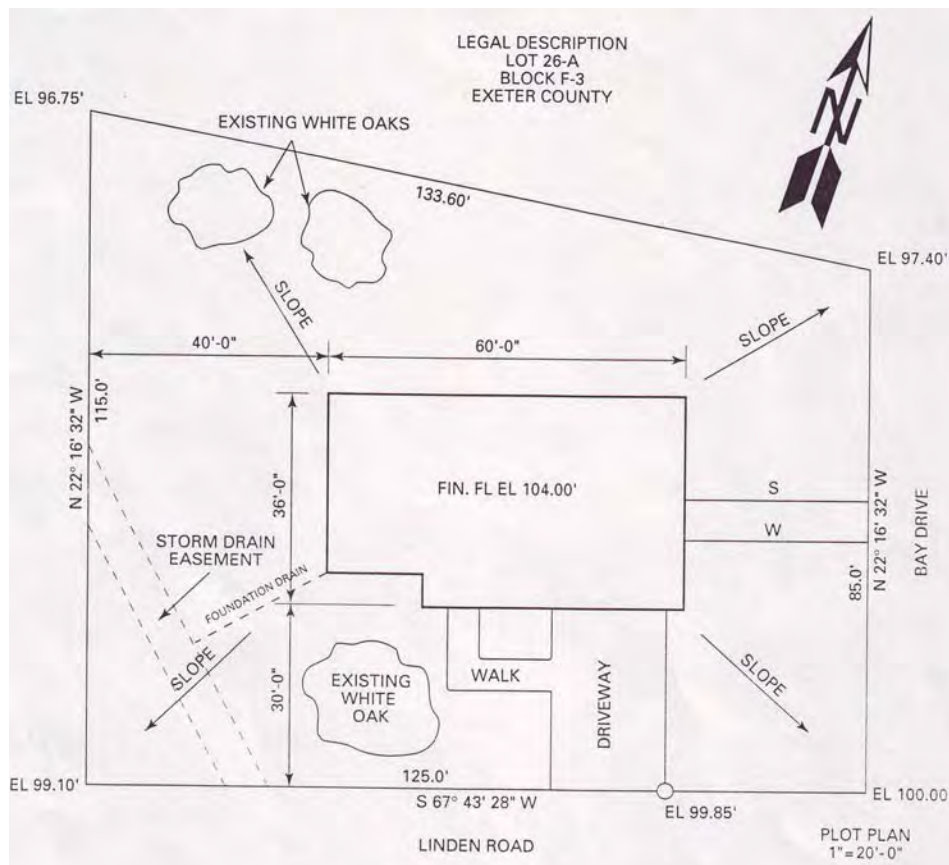 LEGAL DESCRIPTION
LOT 26-A
BLOCK F-3
EXETER COUNTY
N
EL 96.75'
EXISTING WHITE OAKS
133.60'
EL 97.40'
SLOPE
SLOPE
40'-0"
60'-0"
N 22° 16' 32" W
115.0'
36'-0"
FIN. FL EL 104.00'
S
W
N 22° 16' 32" W
85.0'
BAY DRIVE
STORM DRAIN
EASEMENT
FOUNDATION DRAIN
SLOPE
30'-0"
EXISTING
WHITE
OAK
WALK
DRIVEWAY
SLOPE
EL 99.10'
125.0'
S 67° 43' 28" W
EL 99.85'
EL 100.00
LINDEN ROAD
PLOT PLAN
1"=20'-0"